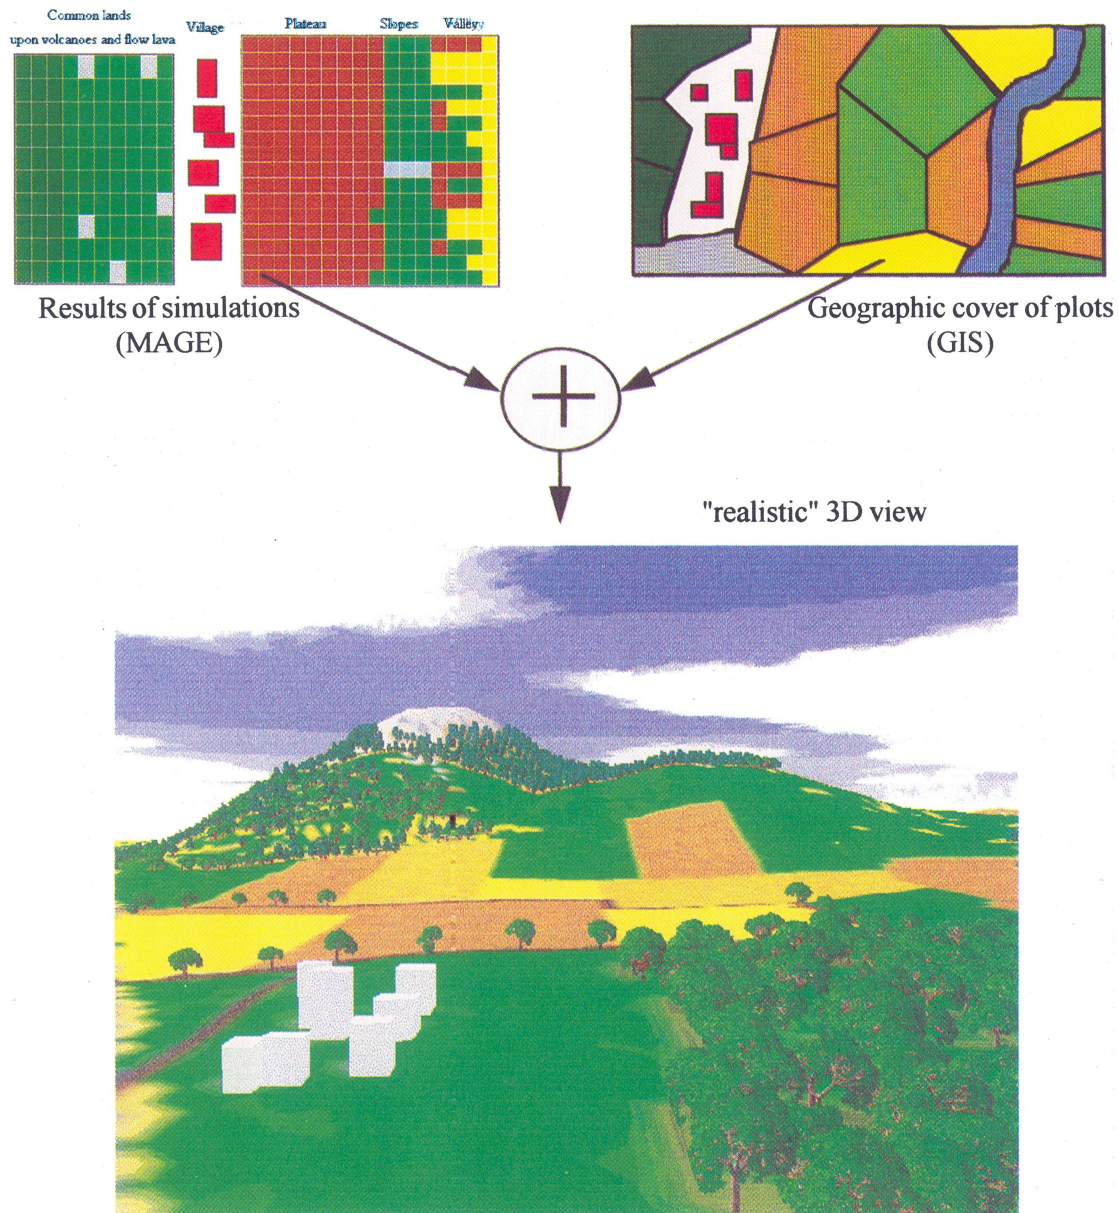 Common lands
upon volcanoes and flow lava
Village
Plateau
Slopes
Valley
Results of simulations
(MAGE)
Geographic cover of plots
(GIS)
"realistic" 3D view